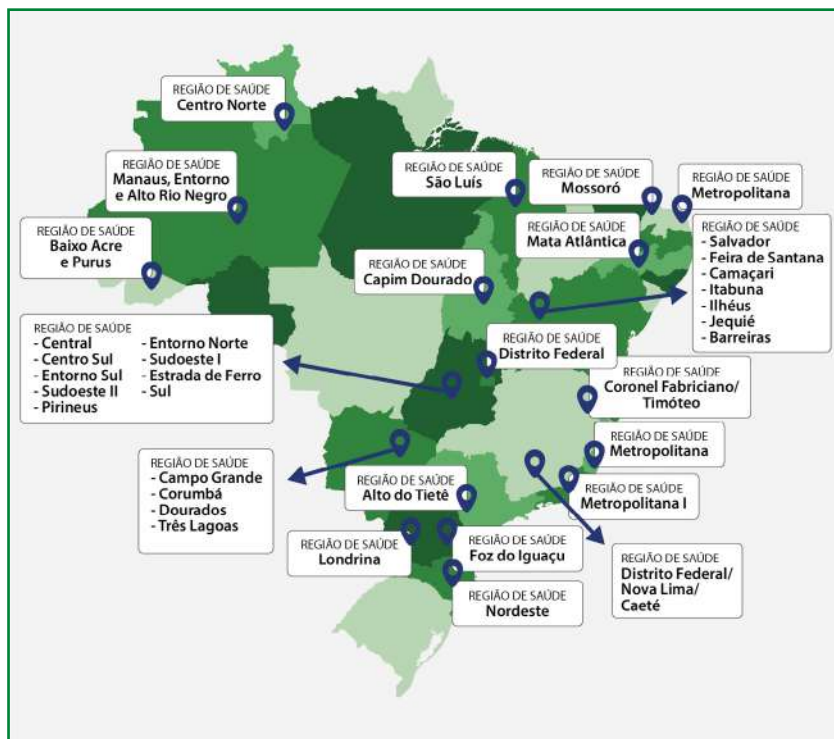 REGIÃO DE SAÚDE
Centro Norte
REGIÃO DE SAÚDE
Manaus, Entorno
e Alto Rio Negro
REGIÃO DE SAÚDE
Baixo Acre
e Purus
REGIÃO DE SAÚDE
São Luís
REGIÃO DE SAÚDE
Mossoró
REGIÃO DE SAÚDE
Metropolitana
REGIÃO DE SAÚDE
Mata Atlântica
REGIÃO DE SAÚDE
- Salvador
- Feira de Santana
- Camaçari
- Itabuna
- Ilhéus
- Jequié
- Barreiras
REGIÃO DE SAÚDE
Capim Dourado
REGIÃO DE SAÚDE
- Central
- Centro Sul
- Entorno Sul
- Sudoeste II
- Pirineus
- Entorno Norte
- Sudoeste I
- Estrada de Ferro
- Sul
REGIÃO DE SAÚDE
Distrito Federal
REGIÃO DE SAÚDE
Coronel Fabriciano/
Timóteo
REGIÃO DE SAÚDE
Metropolitana
REGIÃO DE SAÚDE
Metropolitana I
REGIÃO DE SAÚDE
- Campo Grande
- Corumbá
- Dourados
- Três Lagoas
REGIÃO DE SAÚDE
Alto do Tietê
REGIÃO DE SAÚDE
Londrina
REGIÃO DE SAÚDE
Foz do Iguaçu
REGIÃO DE SAÚDE
Nordeste
REGIÃO DE SAÚDE
Distrito Federal/
Nova Lima/
Caeté